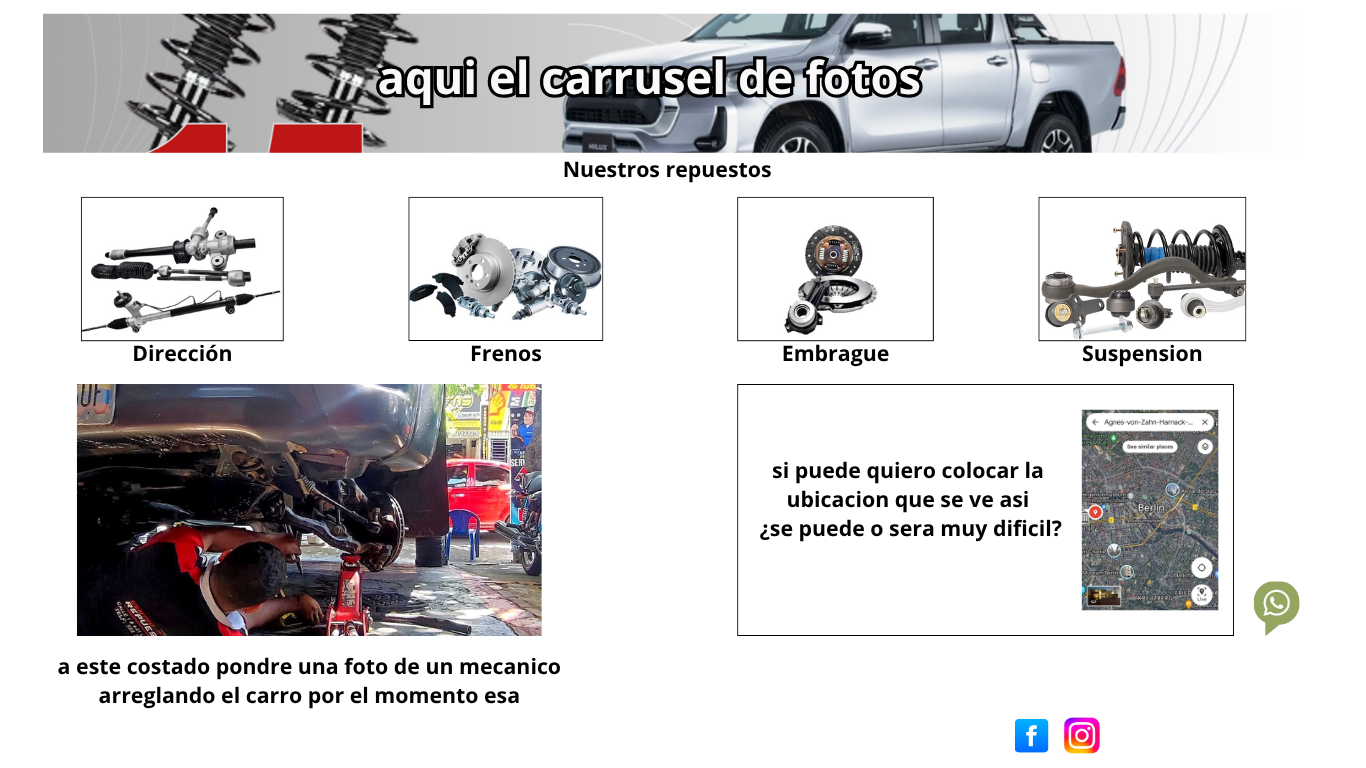 aqui el carrusel de fotos
HILUX
Nuestros repuestos
Dirección
Frenos
Embrague
Suspension
Agnes-von-Zahn-Harnack-...
See similar places
Berlin
Live
si puede quiero colocar la
ubicacion que se ve asi
¿se puede o sera muy dificil?
a este costado pondre una foto de un mecanico
arreglando el carro por el momento esa